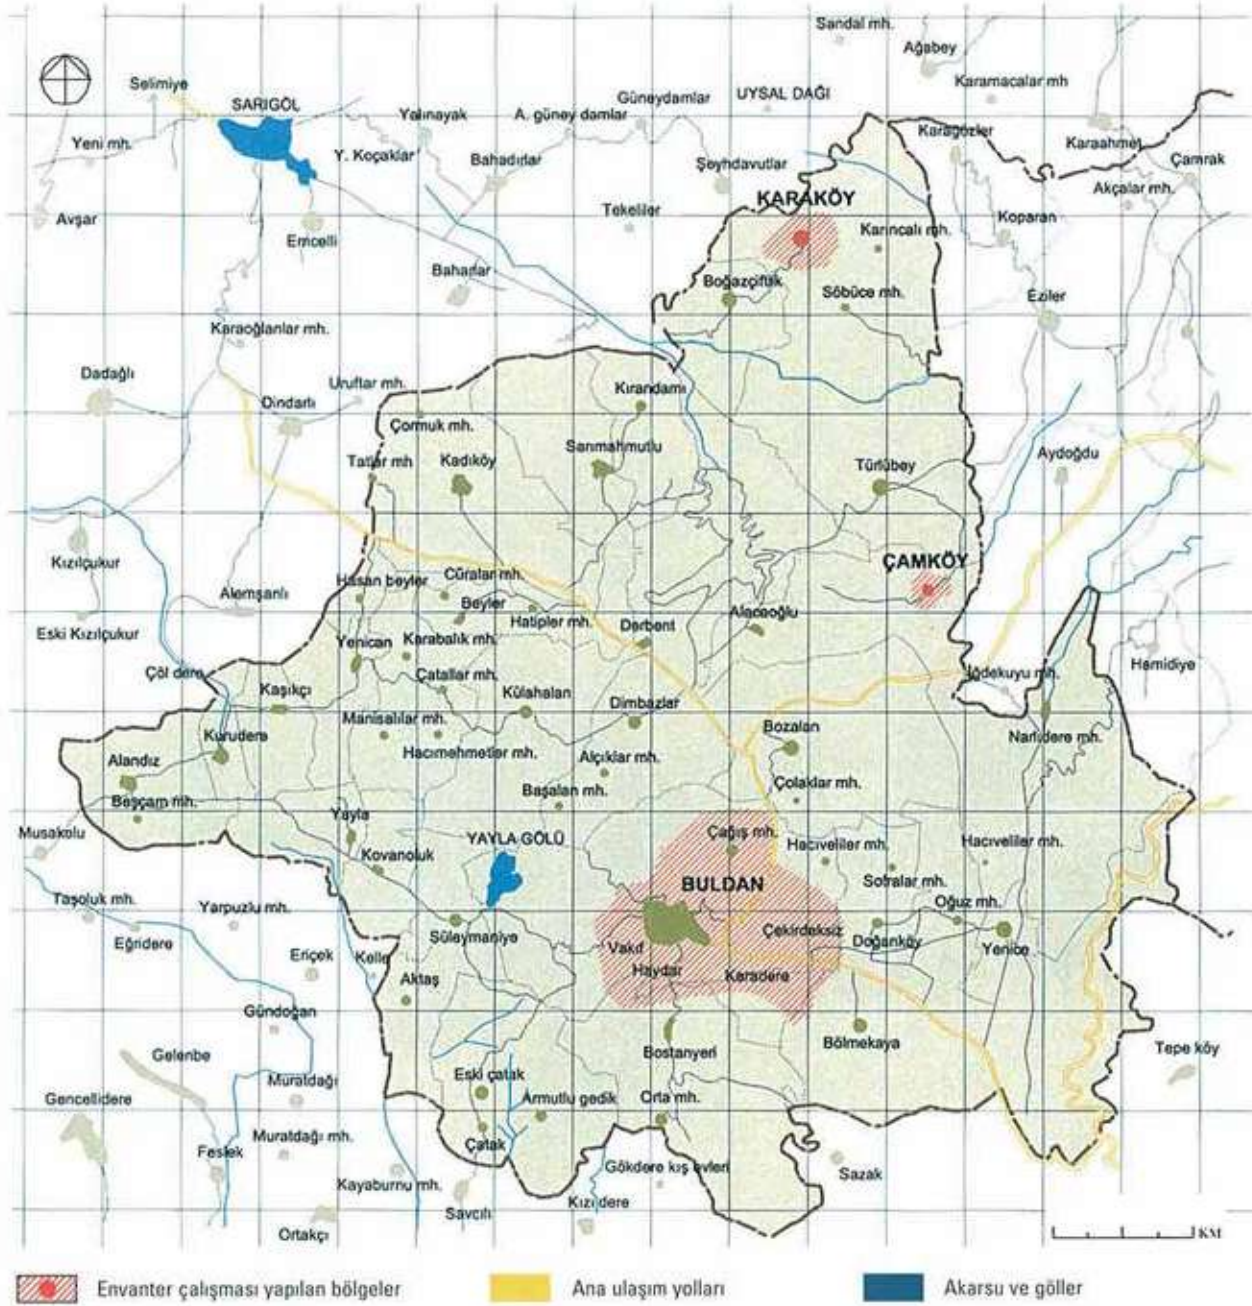 Sandal mh.
Ağabey
Karamacalar mh
Selimiye
SARIGÖL
Yalınayak
A. güney damlar
Güneydamlar
UYSAL DAĞI
Karagözler
Karaahmet
Yeni mh.
Y. Koçaklar
Bahadırlar
Şeyhdavutlar
Çamrak
Akçalar mh.
Avşar
Emcelli
Tekeliler
KARAKÖY
Karıncalı mh.
Koparan
Baharlar
Boğazçiftlik
Söbüce mh.
Eziler
Karaoğlanlar mh.
Dadağlı
Uruflar mh.
Kırandamı
Dindarlı
Çormuk mh.
Sarımahmutlu
Tatlar mh
Kadıköy
Türlübey
Aydoğdu
Kızılçukur
ÇAMKÖY
Hasan beyler
Cüralar mh.
Alemşanlı
Beyler
Alaceoğlu
Eski Kızılçukur
Hatipler mh.
Derbent
Yenican
Karabalık mh.
Hamidiye
Çöl dere
Çatallar mh.
İğdekuyu mh.
Kaşıkçı
Külahalan
Dimbazlar
Manisalılar mh.
Bozalan
Kurudere
Narlıdere mh.
Alandız
Hacımehmetler mh.
Alçıklar mh.
Çolaklar mh.
Başalan mh.
Beşçam mh.
Yayla
Musakolu
YAYLA GÖLÜ
Çağış mh.
Hacıveliler mh.
Hacıveliler mh.
Kovanoluk
BULDAN
Sofralar mh.
Taşoluk mh.
Yarpuzlu mh.
Oğuz mh.
Eğridere
Süleymaniye
Çekirdeksiz
Doğanköy
Vakıf
Yenice
Eriçek
Kelle
Aktaş
Haydar
Karadere
Gündoğan
Bostanyeri
Bölmekaya
Gelenbe
Tepe köy
Muratdağı
Eski çatak
Gencellidere
Armutlu gedik
Orta mh.
Muratdağı mh.
Feslek
Çatak
Gökdere kış evleri
Sazak
Kayaburnu mh.
Savcılı
Kızıldere
Ortakçı
KM
Envanter çalışması yapılan bölgeler
Ana ulaşım yolları
Akarsu ve göller